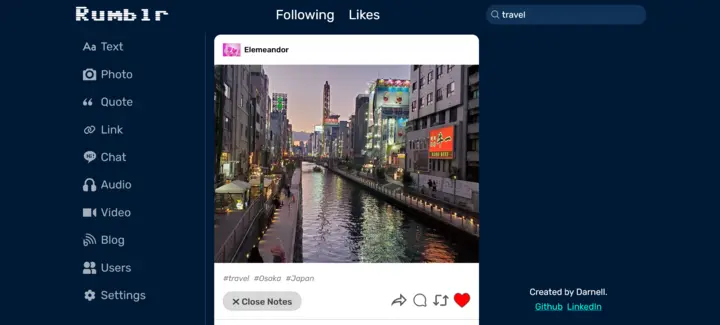 Rumblr
Following Likes
travel
Aa Text
Photo
Quote
Link
Chat
Audio
Video
Blog
Users
Settings
Elemeandor
#travel #Osaka #Japan
Close Notes
Created by Darnell.
Github LinkedIn